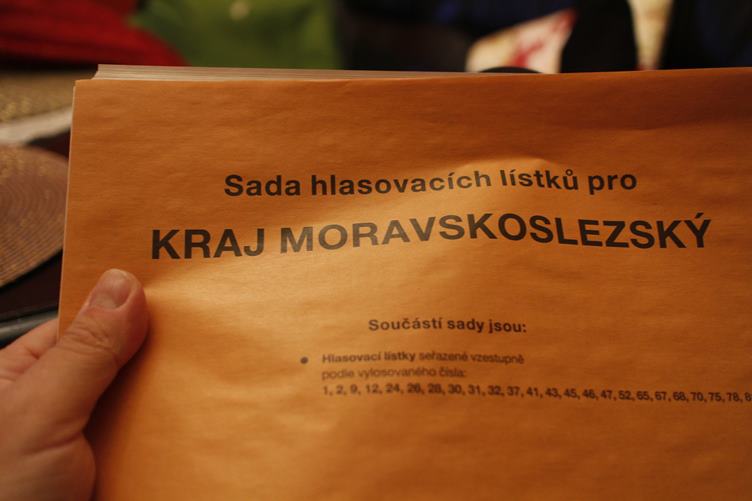 Sada hlasovacích lístků pro
KRAJ MORAVSKOSLEZSKÝ
Součástí sady jsou:
● Hlasovací lístky seřazené vzestupně
podle vylosovaného čísla:
1, 2, 9, 12, 24, 26, 28, 30, 31, 32, 37, 41, 43, 45, 46, 47, 52, 65, 67, 68, 70, 75, 78,